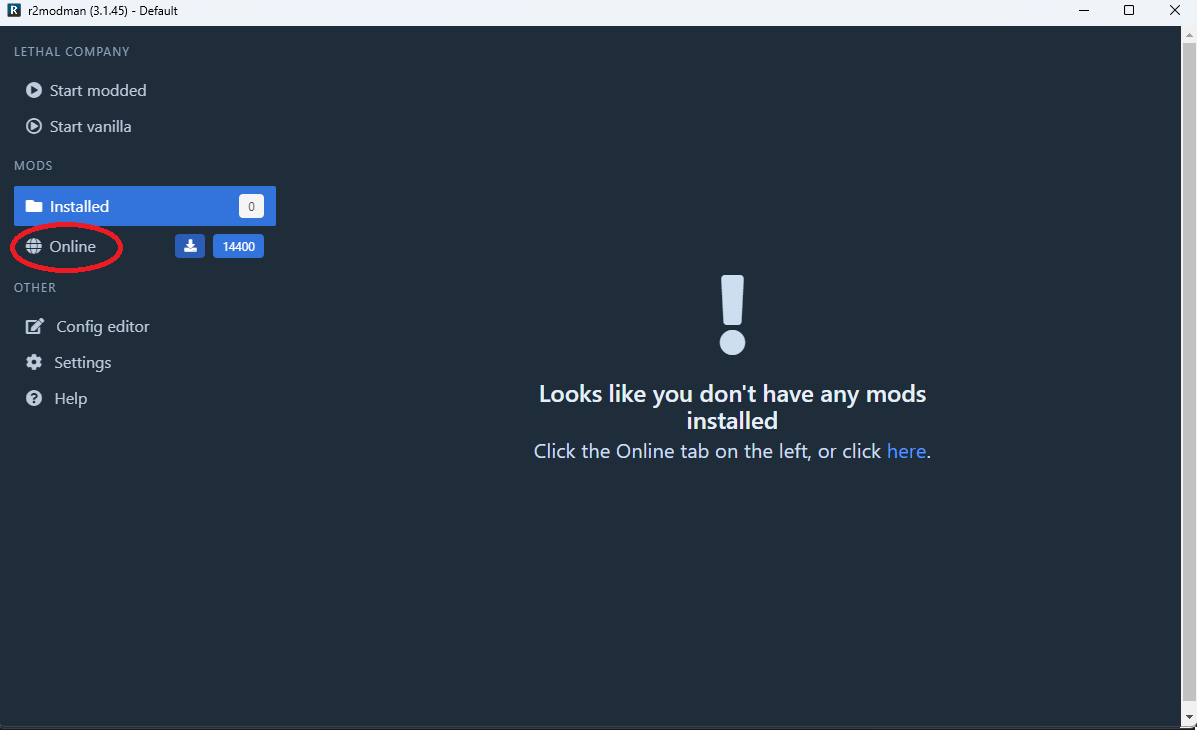 R r2modman (3.1.45) - Default
LETHAL COMPANY
Start modded
Start vanilla
MODS
Installed 0
Online 14400
OTHER
Config editor
Settings
Help
Looks like you don't have any mods
installed
Click the Online tab on the left, or click here.